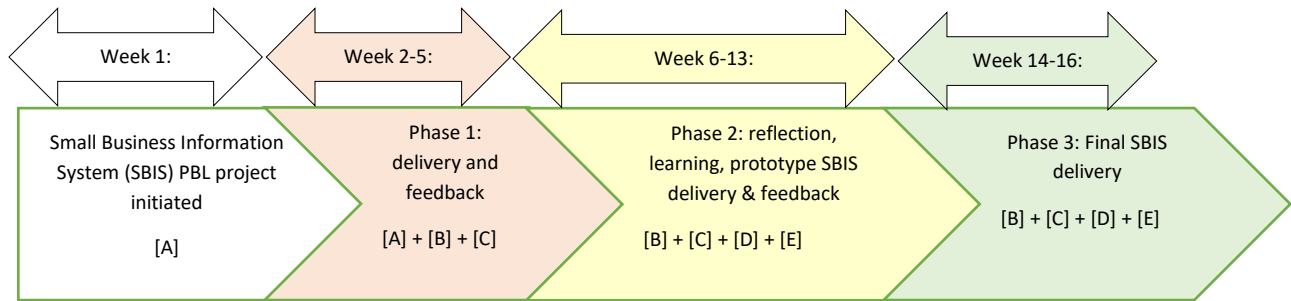 Week 1:
Week 2-5:
Week 6-13:
Week 14-16:
Small Business Information
System (SBIS) PBL project
initiated
[A]
Phase 1:
delivery and
feedback
[A] + [B] + [C]
Phase 2: reflection,
learning, prototype SBIS
delivery & feedback
[B] + [C] + [D] + [E]
Phase 3: Final SBIS
delivery
[B] + [C] + [D] + [E]